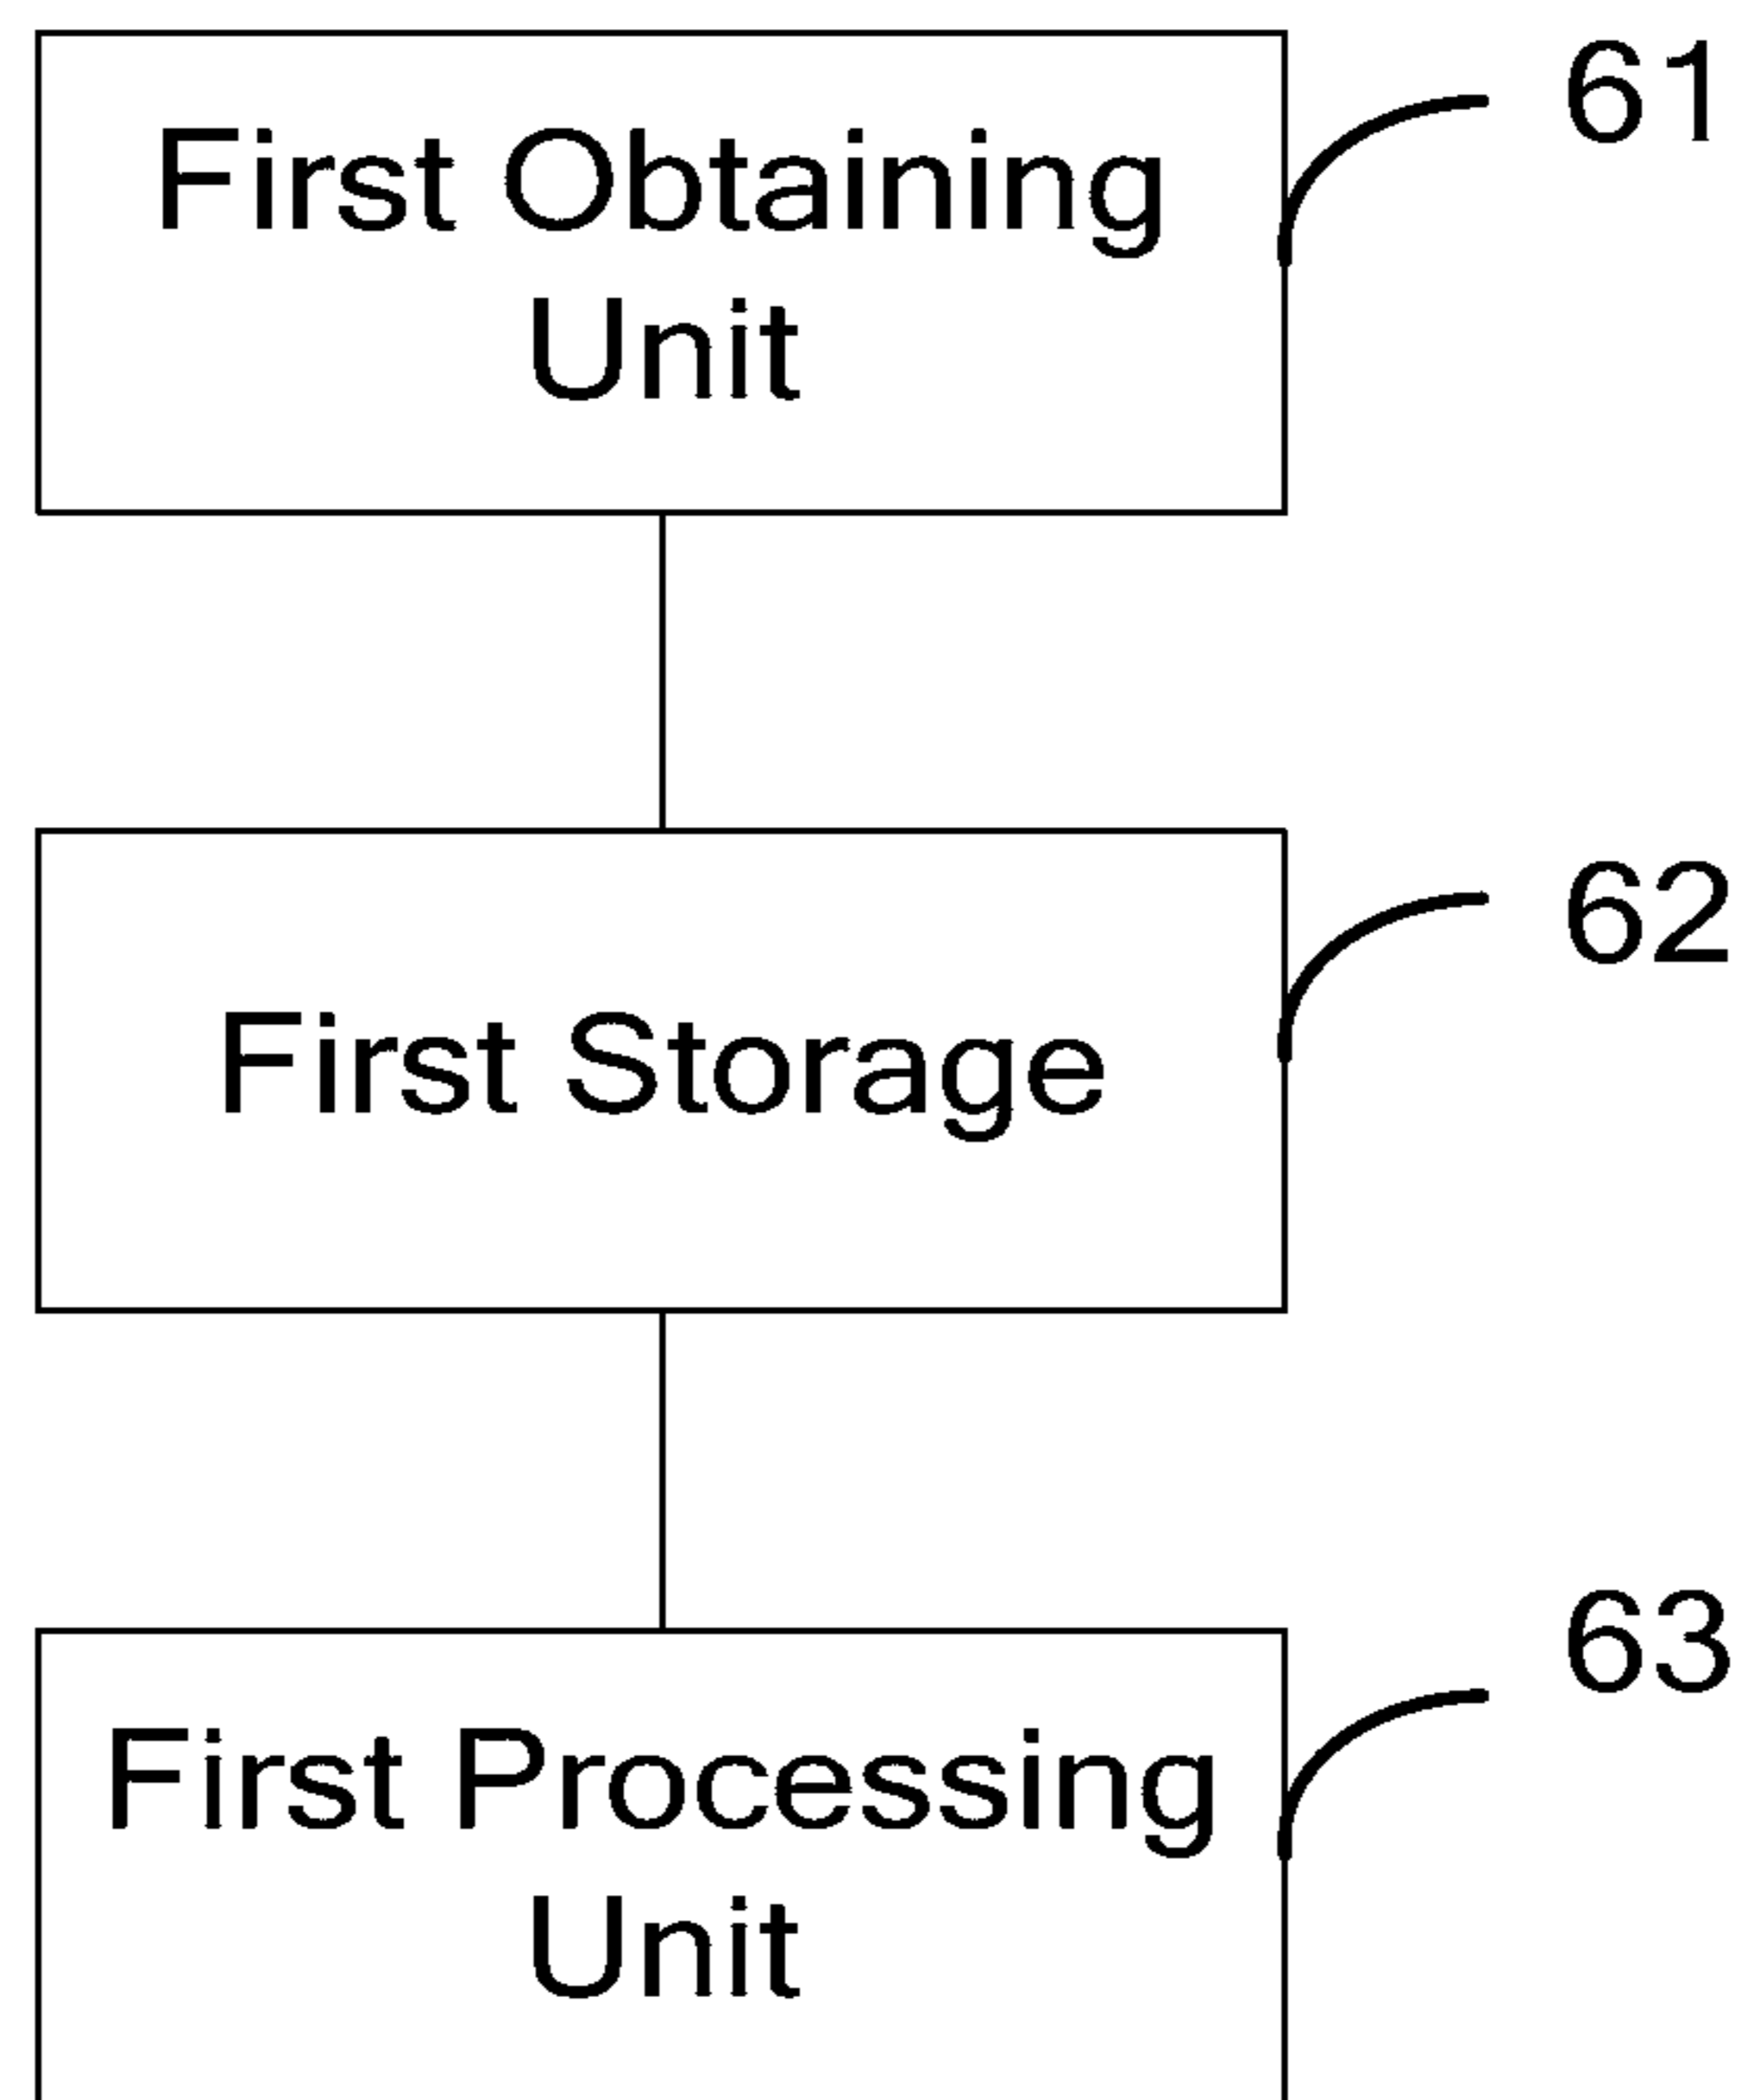 61
First Obtaining
Unit
62
First Storage
63
First Processing
Unit